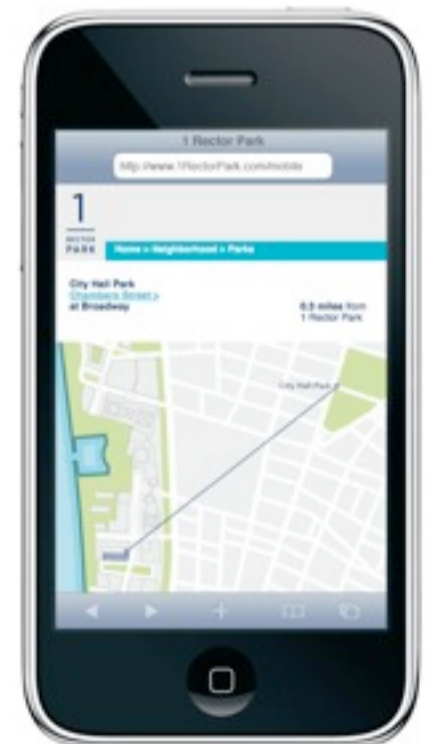 1 Rector Park
http://www.1RectorPark.com/mobile
1
RECTOR
PARK
Home > Neighborhood > Parks
City Hall Park
Chambers Street >
at Broadway
0.5 miles from
1 Rector Park
City Hall Park